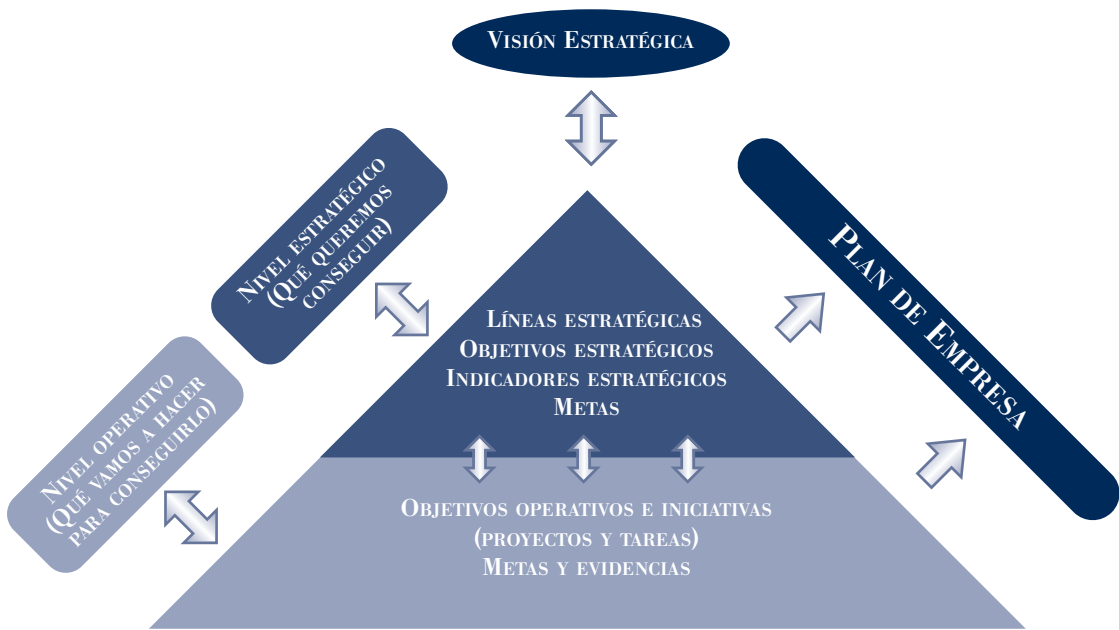 Visión Estratégica
Nivel estratégico
(Qué queremos
conseguir)
Nivel operativo
(Qué vamos a hacer
para conseguirlo)
Líneas estratégicas
Objetivos estratégicos
Indicadores estratégicos
Metas
Objetivos operativos e iniciativas
(proyectos y tareas)
Metas y evidencias
Plan de Empresa